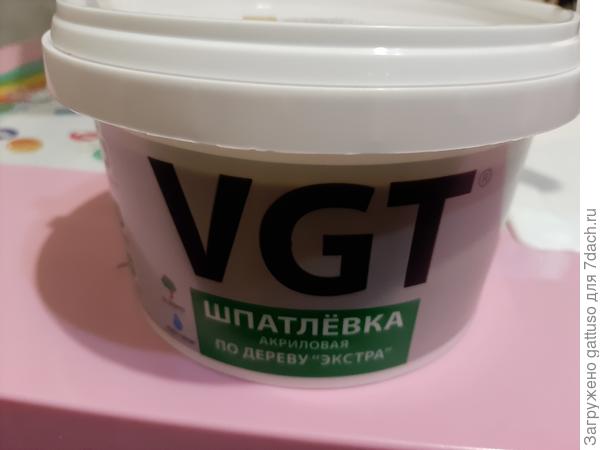 VGT®
ШПАТЛЁВКА
АКРИЛОВАЯ
ПО ДЕРЕВУ "ЭКСТРА"
Загружено gattuso для 7dach.ru